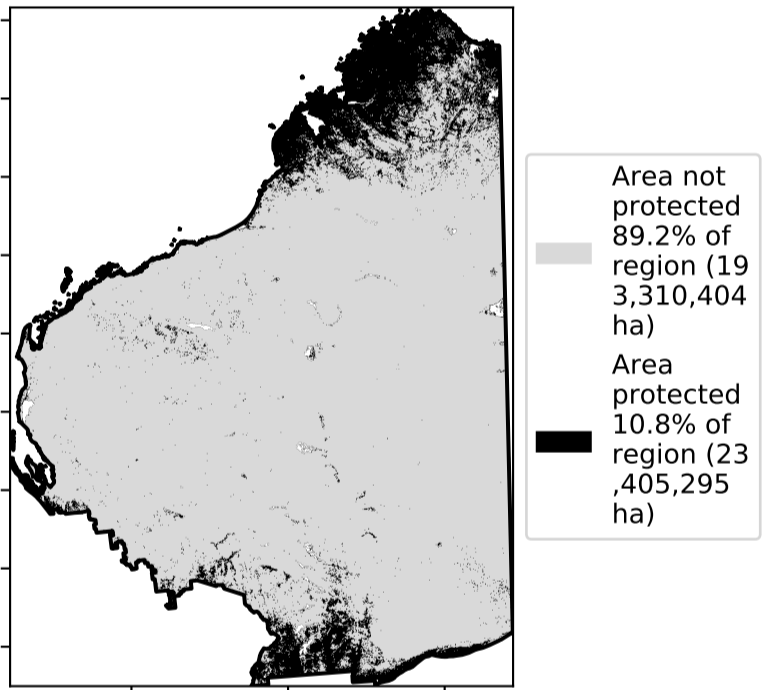 Area not
protected
89.2% of
region (19
3,310,404
ha)
Area
protected
10.8% of
region (23
,405,295
ha)